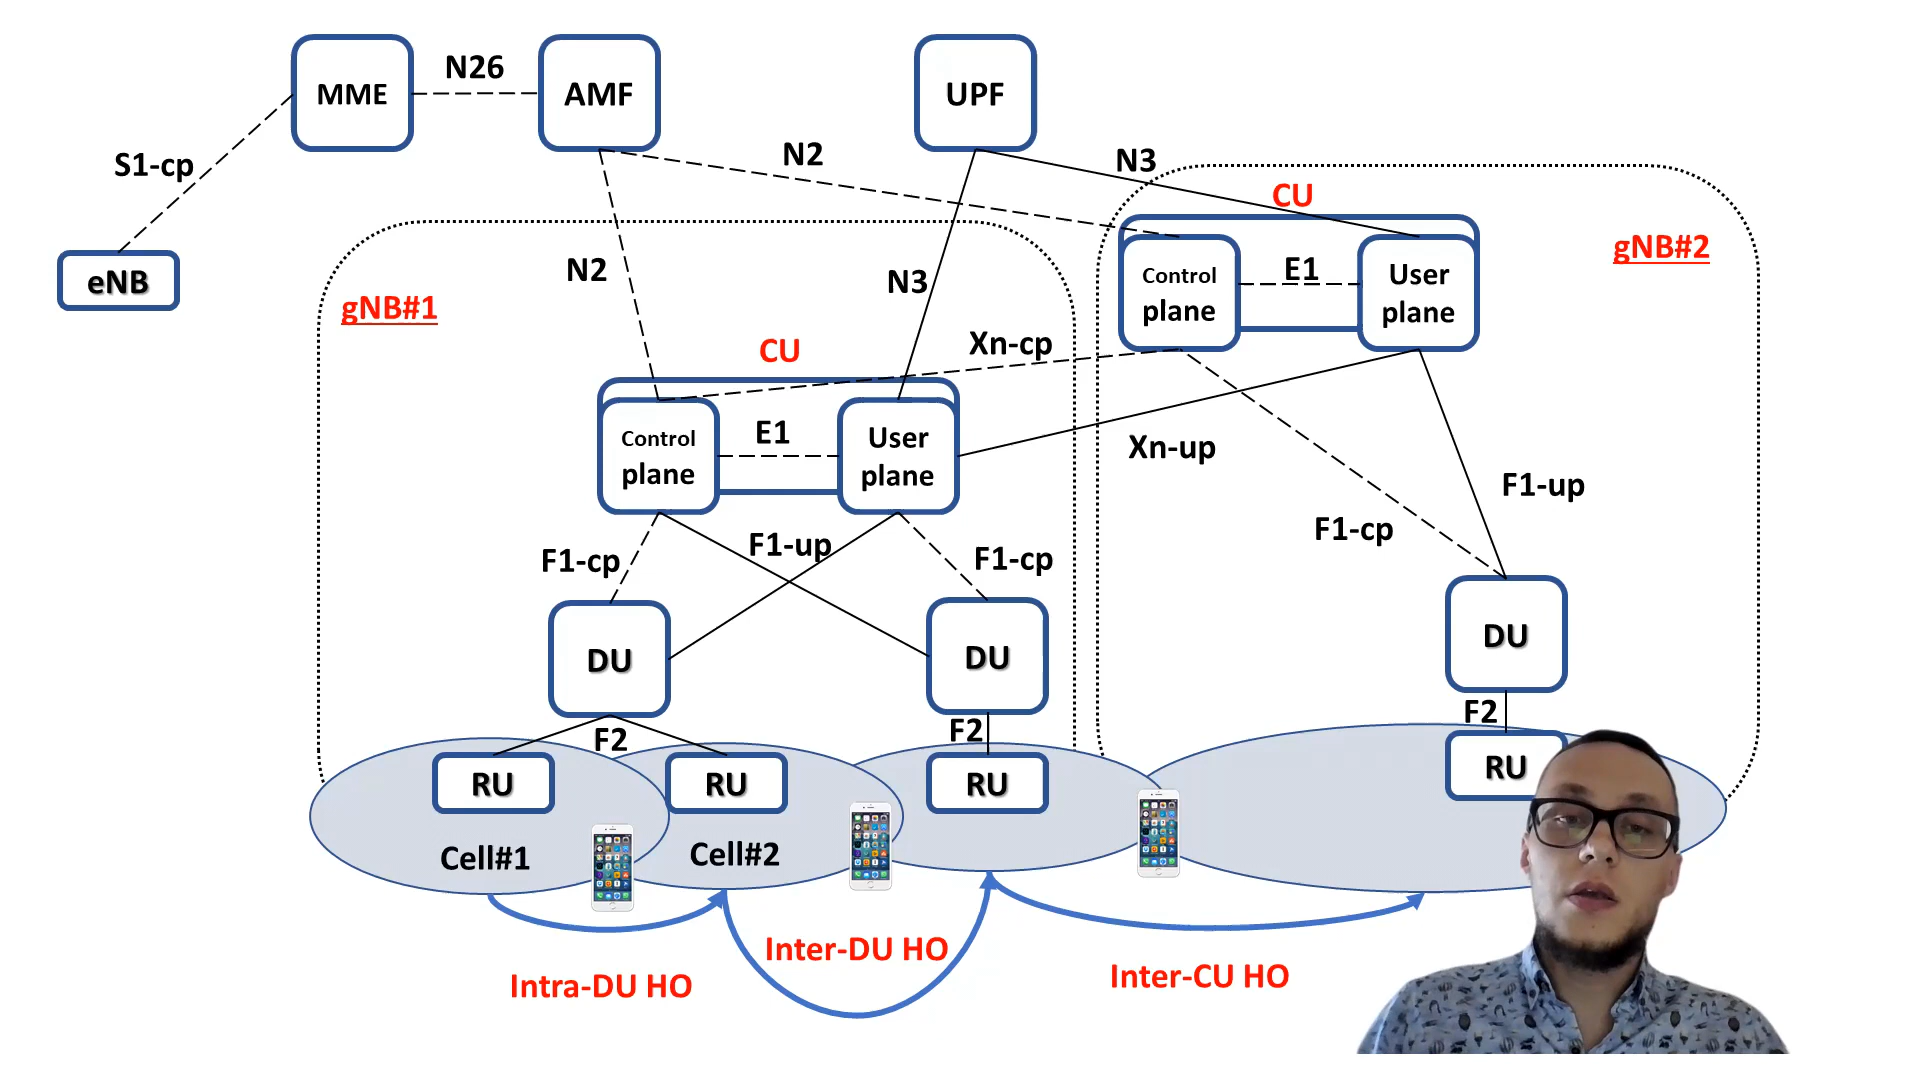 N26
MME
AMF
UPF
S1-cp
N2
N3
CU
eNB
gNB#1
N2
N3
Control
plane
E1
User
plane
gNB#2
CU
Xn-cp
Control
plane
E1
User
plane
Xn-up
F1-cp
F1-up
F1-cp
F1-cp
F1-up
DU
DU
DU
F2
F2
F2
RU
RU
RU
RU
Cell#1
Cell#2
Intra-DU HO
Inter-DU HO
Inter-CU HO